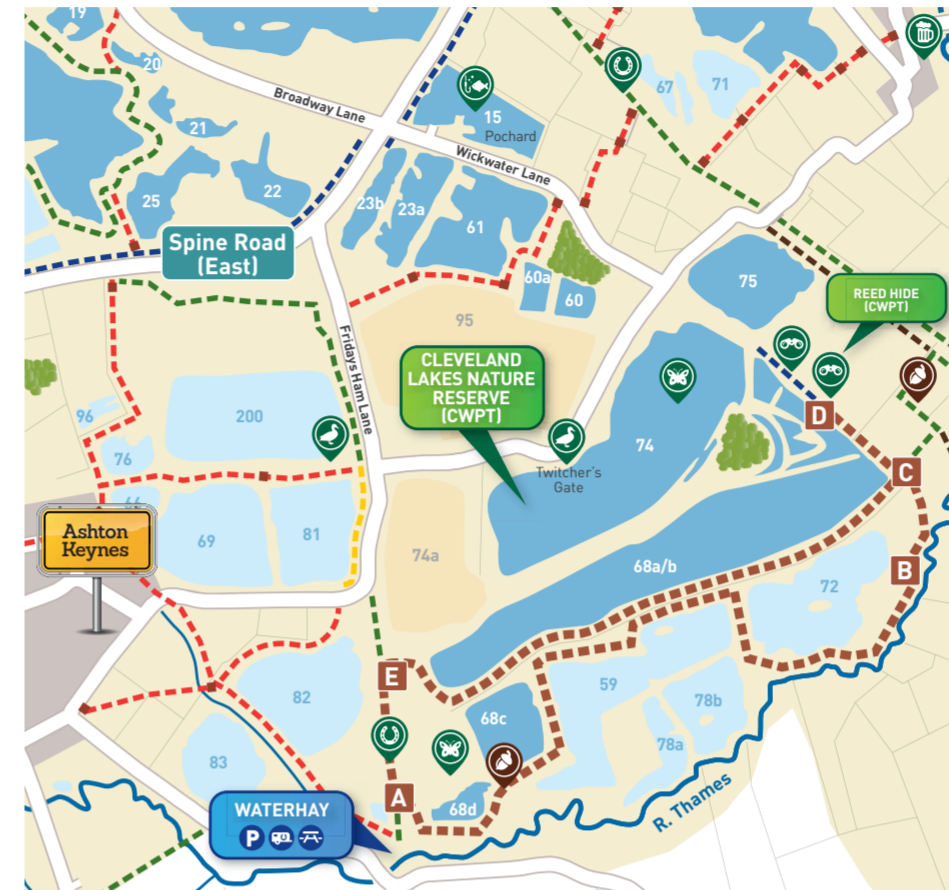 19
20
Broadway Lane
15
Pochard
67
71
21
Wickwater Lane
25
22
23b
23a
61
Spine Road
(East)
60a
60
75
REED HIDE
(CWPT)
95
Fridays Ham Lane
CLEVELAND
LAKES NATURE
RESERVE
(CWPT)
96
200
D
76
74
Twitcher's
Gate
C
66
Ashton
Keynes
69
81
74a
68a/b
B
72
E
82
59
78b
68c
78a
83
A
68d
WATERHAY
P
R. Thames